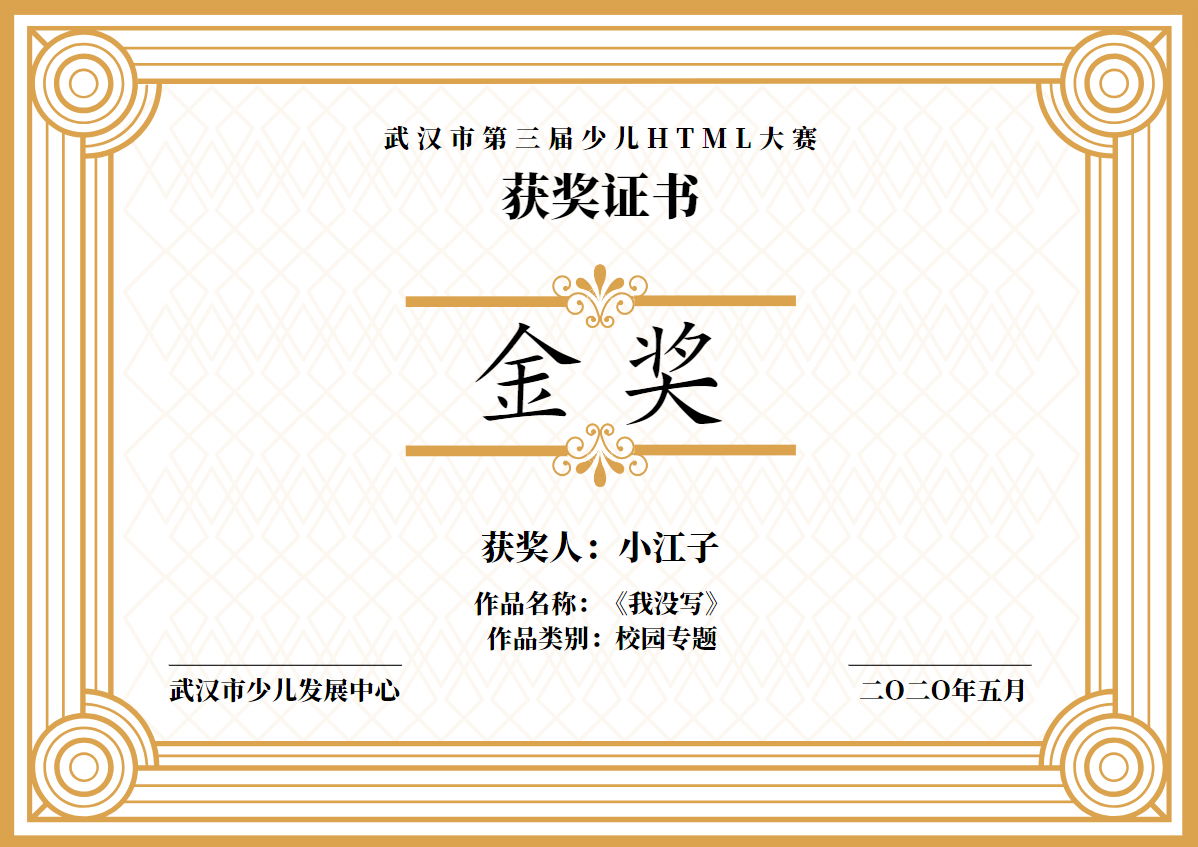 武汉市第三届少儿HTML大赛
获奖证书
金奖
获奖人：小江子
作品名称：《我没写》
作品类别：校园专题
武汉市少儿发展中心
二O二O年五月